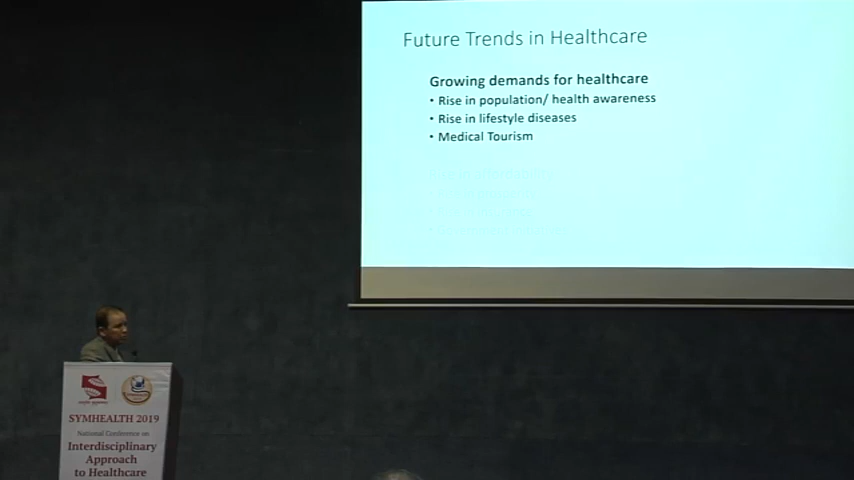 Future Trends in Healthcare
Growing demands for healthcare
• Rise in population/ health awareness
• Rise in lifestyle diseases
• Medical Tourism
SYMHEALTH 2019
National Conference on
Interdisciplinary
Approach
to Healthcare